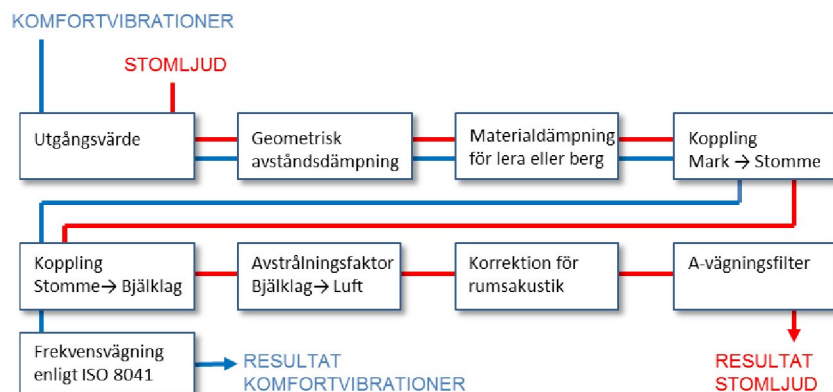 KOMFORTVIBRATIONER
STOMLJUD
Utgångsvärde
Geometrisk
avståndsdämpning
Materialdämpning
för lera eller berg
Koppling
Mark → Stomme
Koppling
Stomme→ Bjälklag
Avstrålningsfaktor
Bjälklag→ Luft
Korrektion för
rumsakustik
A-vägningsfilter
Frekvensvägning
enligt ISO 8041
RESULTAT
KOMFORTVIBRATIONER
RESULTAT
STOMLJUD